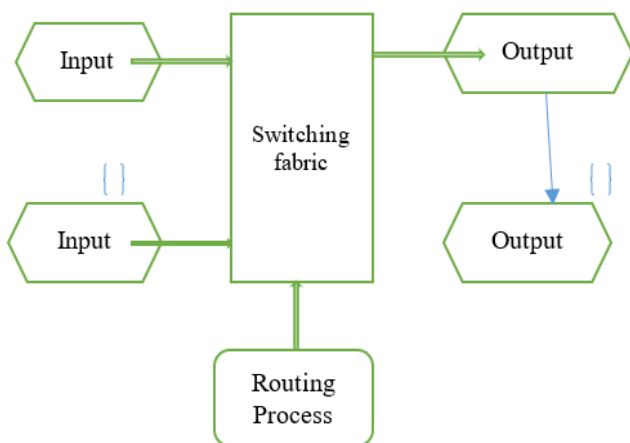 Input
Output
Switching
fabric
{ }
{ }
Input
Output
Routing
Process